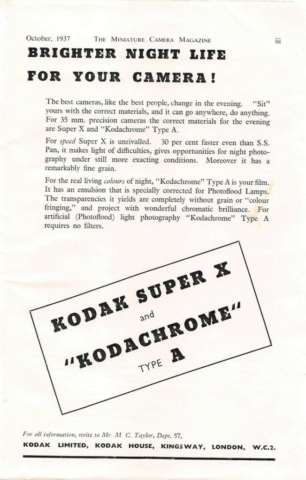 October, 1937 THE MINIATURE CAMERA MAGAZINE iii
BRIGHTER NIGHT LIFE
FOR YOUR CAMERA!
The best cameras, like the best people, change in the evening. “Sit”
yours with the correct materials, and it can go anywhere, do anything.
For 35 mm. precision cameras the correct materials for the evening
are Super X and “Kodachrome” Type A.
For speed Super X is unrivalled. 30 per cent faster even than S.S.
Pan, it makes light of difficulties, gives opportunities for night photo-
graphy under still more exacting conditions. Moreover it has a
remarkably fine grain.
For the real living colours of night, “Kodachrome” Type A is your film.
It has an emulsion that is specially corrected for Photoflood Lamps.
The transparencies it yields are completely without grain or “colour
fringing,” and project with wonderful chromatic brilliance. For
artificial (Photoflood) light photography “Kodachrome” Type A
requires no filters.
KODAK SUPER X
and
“KODACHROME”
TYPE A
For all information, write to Mr. M. C. Taylor, Dept. 57,
KODAK LIMITED, KODAK HOUSE, KINGSWAY, LONDON, W.C.2.